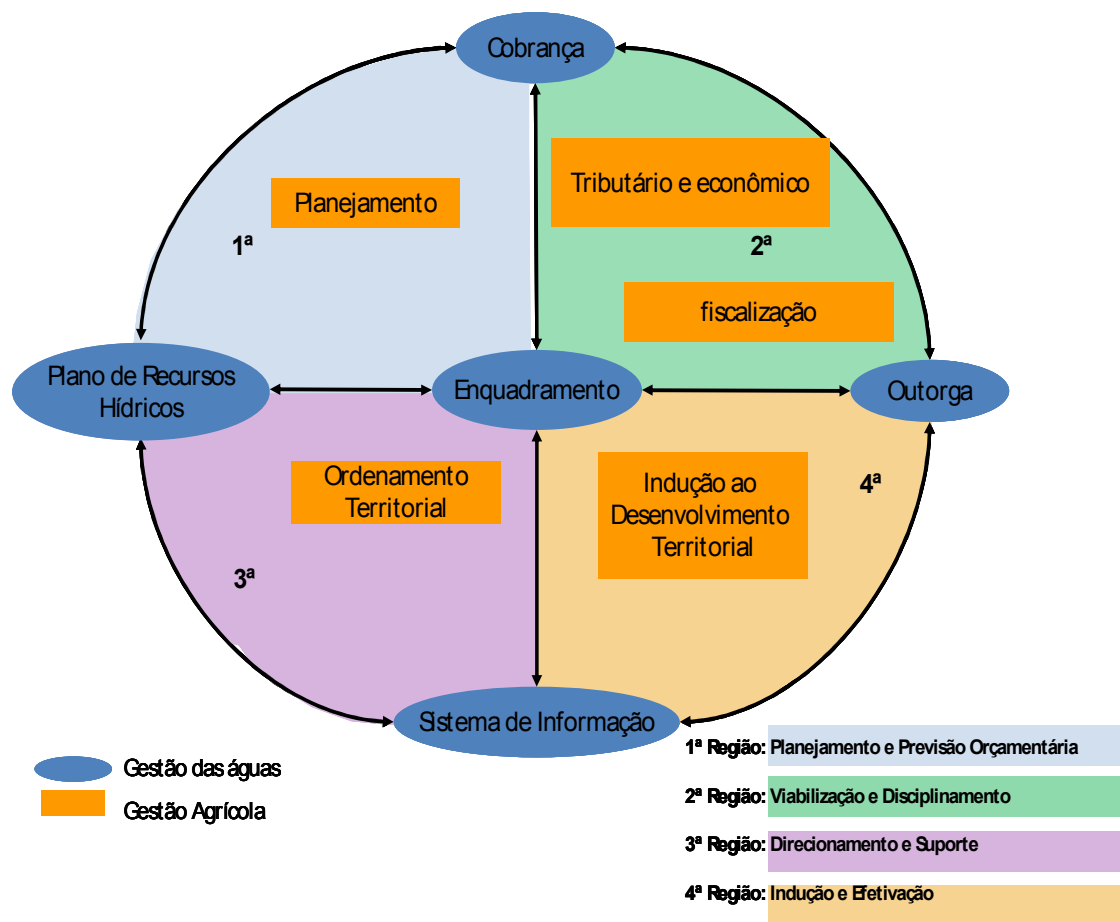 Cobrança
Tributário e econômico
Planejamento
1ª
2ª
fiscalização
Plano de Recursos
Hídricos
Enquadramento
Outorga
Ordenamento
Territorial
Indução ao
Desenvolvimento
Territorial
4ª
3ª
Sistema de Informação
1ª Região: Planejamento e Previsão Orçamentária
Gestão das águas
2ª Região: Viabilização e Disciplinamento
Gestão Agrícola
3ª Região: Direcionamento e Suporte
4ª Região: Indução e Efetivação